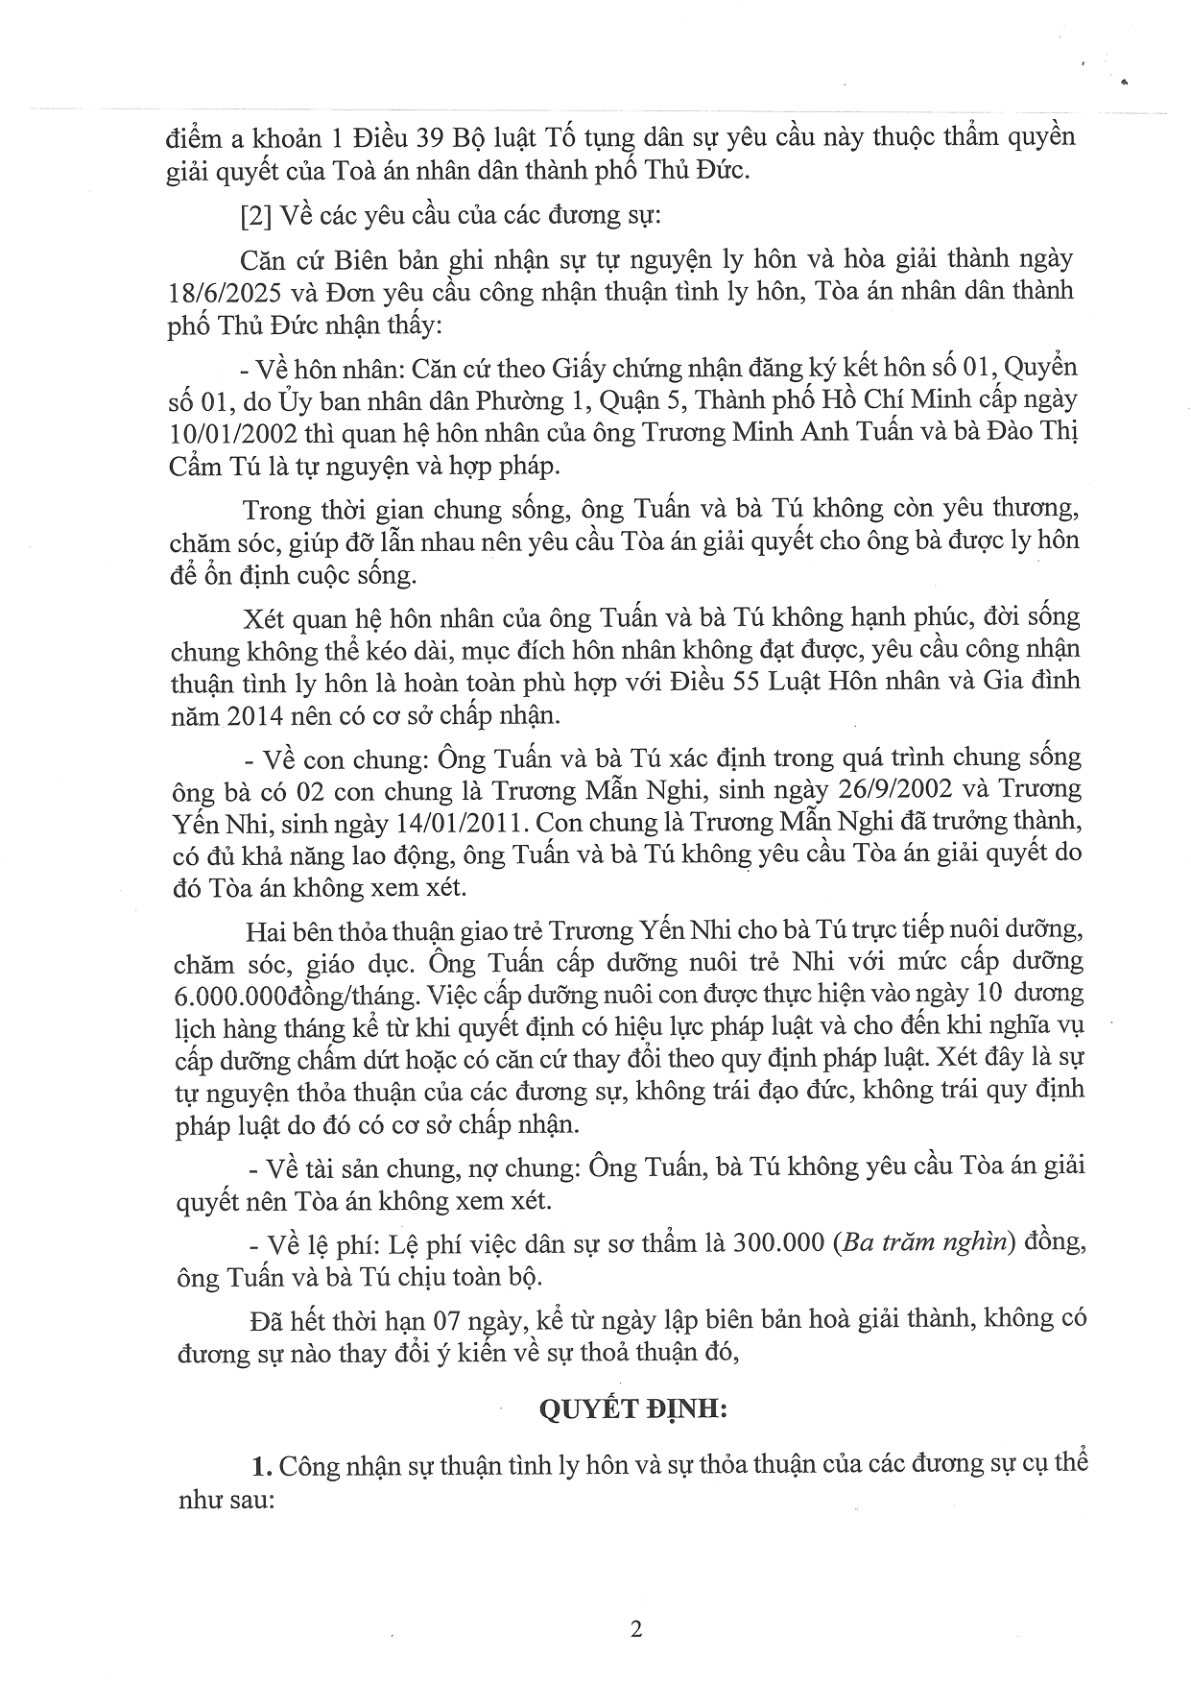 điểm a khoản 1 Điều 39 Bộ luật Tố tụng dân sự yêu cầu này thuộc thẩm quyền
giải quyết của Toà án nhân dân thành phố Thủ Đức.
[2] Về các yêu cầu của các đương sự:
Căn cứ Biên bản ghi nhận sự tự nguyện ly hôn và hòa giải thành ngày
18/6/2025 và Đơn yêu cầu công nhận thuận tình ly hôn, Tòa án nhân dân thành
phố Thủ Đức nhận thấy:
- Về hôn nhân: Căn cứ theo Giấy chứng nhận đăng ký kết hôn số 01, Quyển
số 01, do Ủy ban nhân dân Phường 1, Quận 5, Thành phố Hồ Chí Minh cấp ngày
10/01/2002 thì quan hệ hôn nhân của ông Trương Minh Anh Tuấn và bà Đào Thị
Cẩm Tú là tự nguyện và hợp pháp.
Trong thời gian chung sống, ông Tuấn và bà Tú không còn yêu thương,
chăm sóc, giúp đỡ lẫn nhau nên yêu cầu Tòa án giải quyết cho ông bà được ly hôn
để ổn định cuộc sống.
Xét quan hệ hôn nhân của ông Tuấn và bà Tú không hạnh phúc, đời sống
chung không thể kéo dài, mục đích hôn nhân không đạt được, yêu cầu công nhận
thuận tình ly hôn là hoàn toàn phù hợp với Điều 55 Luật Hôn nhân và Gia đình
năm 2014 nên có cơ sở chấp nhận.
- Về con chung: Ông Tuấn và bà Tú xác định trong quá trình chung sống
ông bà có 02 con chung là Trương Mẫn Nghi, sinh ngày 26/9/2002 và Trương
Yến Nhi, sinh ngày 14/01/2011. Con chung là Trương Mẫn Nghi đã trưởng thành,
có đủ khả năng lao động, ông Tuấn và bà Tú không yêu cầu Tòa án giải quyết do
đó Tòa án không xem xét.
Hai bên thỏa thuận giao trẻ Trương Yến Nhi cho bà Tú trực tiếp nuôi dưỡng,
chăm sóc, giáo dục. Ông Tuấn cấp dưỡng nuôi trẻ Nhi với mức cấp dưỡng
6.000.000đồng/tháng. Việc cấp dưỡng nuôi con được thực hiện vào ngày 10 dương
lịch hàng tháng kể từ khi quyết định có hiệu lực pháp luật và cho đến khi nghĩa vụ
cấp dưỡng chấm dứt hoặc có căn cứ thay đổi theo quy định pháp luật. Xét đây là sự
tự nguyện thỏa thuận của các đương sự, không trái đạo đức, không trái quy định
pháp luật do đó có cơ sở chấp nhận.
- Về tài sản chung, nợ chung: Ông Tuấn, bà Tú không yêu cầu Tòa án giải
quyết nên Tòa án không xem xét.
- Về lệ phí: Lệ phí việc dân sự sơ thẩm là 300.000 (Ba trăm nghìn) đồng,
ông Tuấn và bà Tú chịu toàn bộ.
Đã hết thời hạn 07 ngày, kể từ ngày lập biên bản hoà giải thành, không có
đương sự nào thay đổi ý kiến về sự thoả thuận đó,
QUYẾT ĐỊNH:
1. Công nhận sự thuận tình ly hôn và sự thỏa thuận của các đương sự cụ thể
như sau:
2